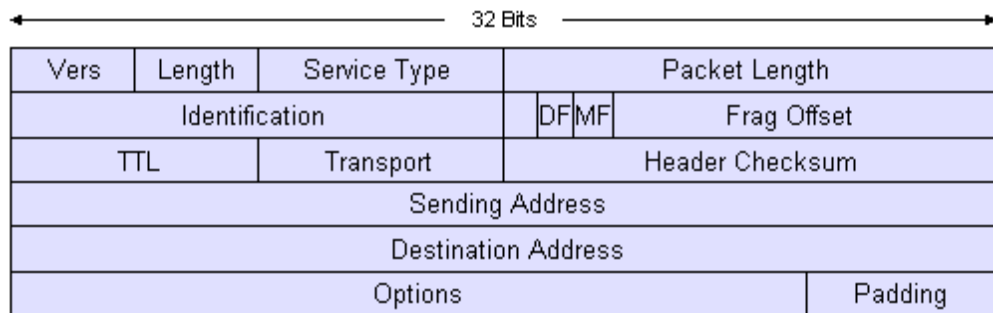 32 Bits
Vers Length Service Type Packet Length
Identification DF MF Frag Offset
TTL Transport Header Checksum
Sending Address
Destination Address
Options Padding